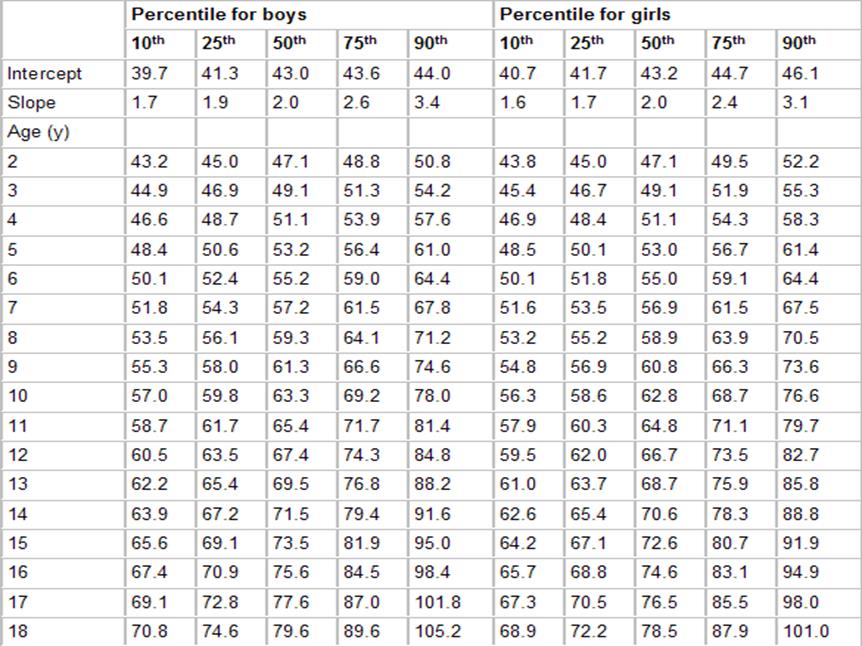 Percentile for boys Percentile for girls
10th 25th 50th 75th 90th 10th 25th 50th 75th 90th
Intercept 39.7 41.3 43.0 43.6 44.0 40.7 41.7 43.2 44.7 46.1
Slope 1.7 1.9 2.0 2.6 3.4 1.6 1.7 2.0 2.4 3.1
Age (y)
2 43.2 45.0 47.1 48.8 50.8 43.8 45.0 47.1 49.5 52.2
3 44.9 46.9 49.1 51.3 54.2 45.4 46.7 49.1 51.9 55.3
4 46.6 48.7 51.1 53.9 57.6 46.9 48.4 51.1 54.3 58.3
5 48.4 50.6 53.2 56.4 61.0 48.5 50.1 53.0 56.7 61.4
6 50.1 52.4 55.2 59.0 64.4 50.1 51.8 55.0 59.1 64.4
7 51.8 54.3 57.2 61.5 67.8 51.6 53.5 56.9 61.5 67.5
8 53.5 56.1 59.3 64.1 71.2 53.2 55.2 58.9 63.9 70.5
9 55.3 58.0 61.3 66.6 74.6 54.8 56.9 60.8 66.3 73.6
10 57.0 59.8 63.3 69.2 78.0 56.3 58.6 62.8 68.7 76.6
11 58.7 61.7 65.4 71.7 81.4 57.9 60.3 64.8 71.1 79.7
12 60.5 63.5 67.4 74.3 84.8 59.5 62.0 66.7 73.5 82.7
13 62.2 65.4 69.5 76.8 88.2 61.0 63.7 68.7 75.9 85.8
14 63.9 67.2 71.5 79.4 91.6 62.6 65.4 70.6 78.3 88.8
15 65.6 69.1 73.5 81.9 95.0 64.2 67.1 72.6 80.7 91.9
16 67.4 70.9 75.6 84.5 98.4 65.7 68.8 74.6 83.1 94.9
17 69.1 72.8 77.6 87.0 101.8 67.3 70.5 76.5 85.5 98.0
18 70.8 74.6 79.6 89.6 105.2 68.9 72.2 78.5 87.9 101.0